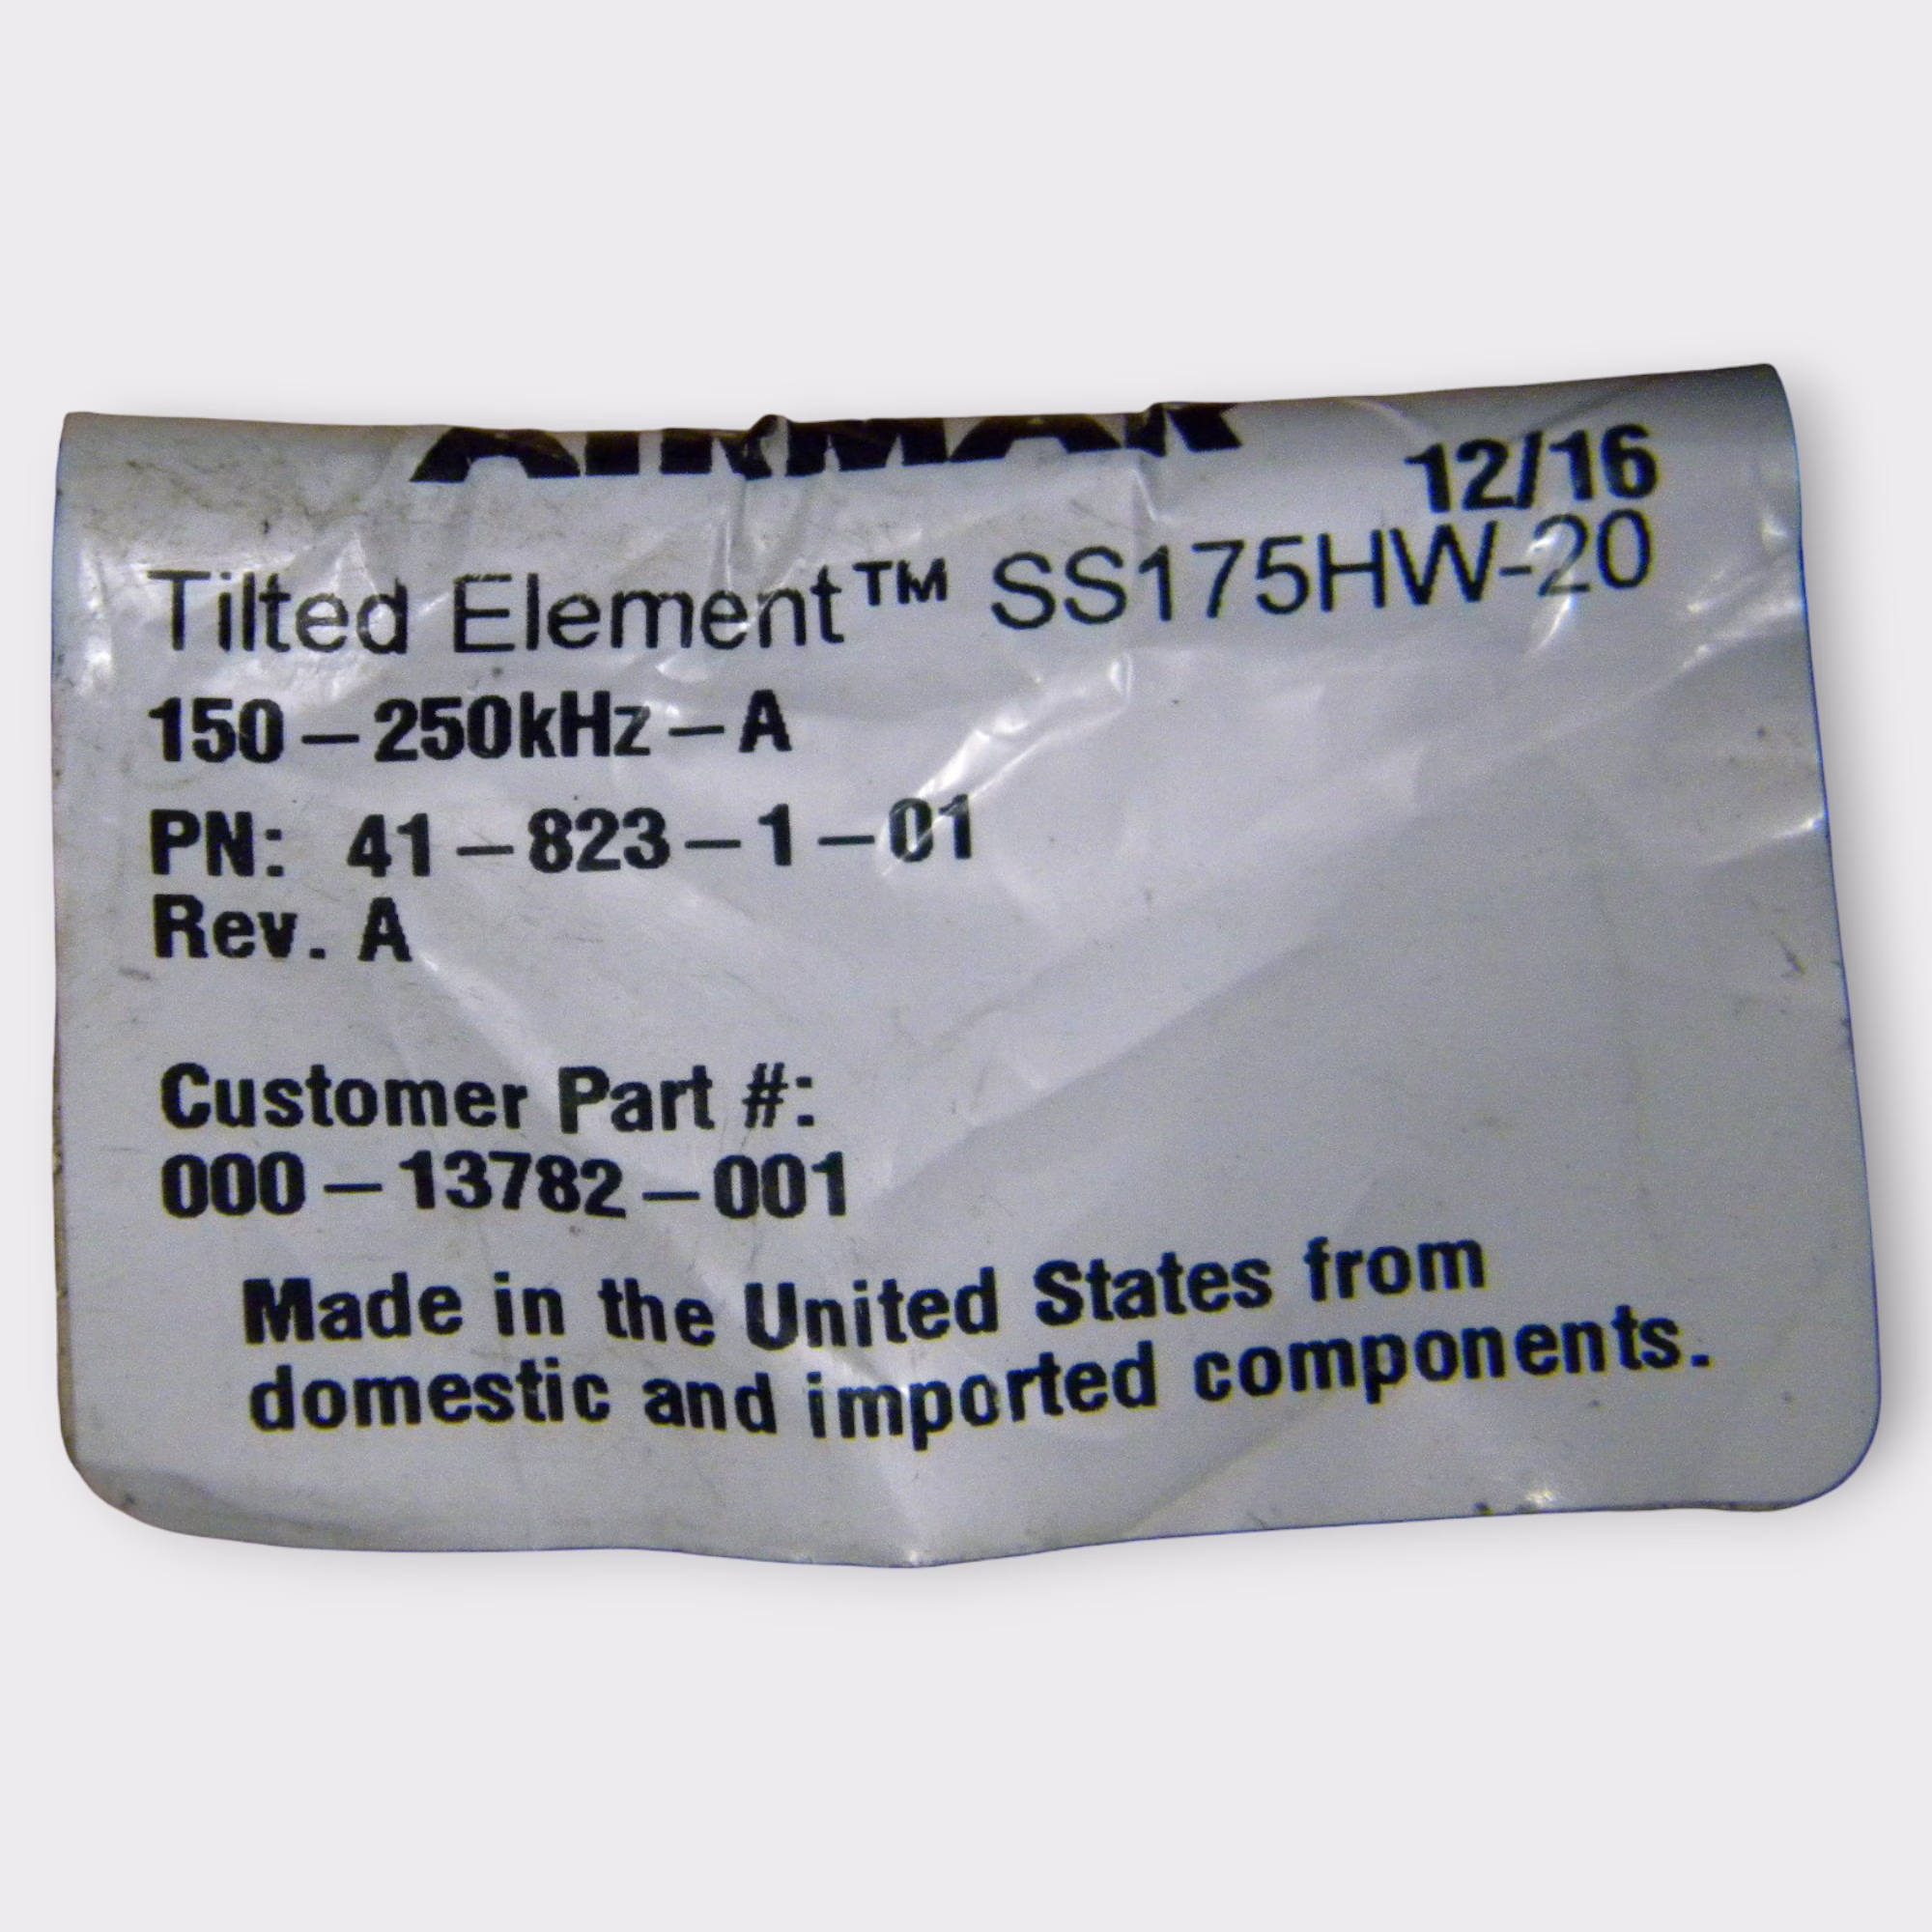 AIRMAR
12/16
Tilted Element™ SS175HW-20
150-250kHz-A
PN: 41-823-1-01
Rev. A
Customer Part #:
000-13782-001
Made in the United States from
domestic and imported components.